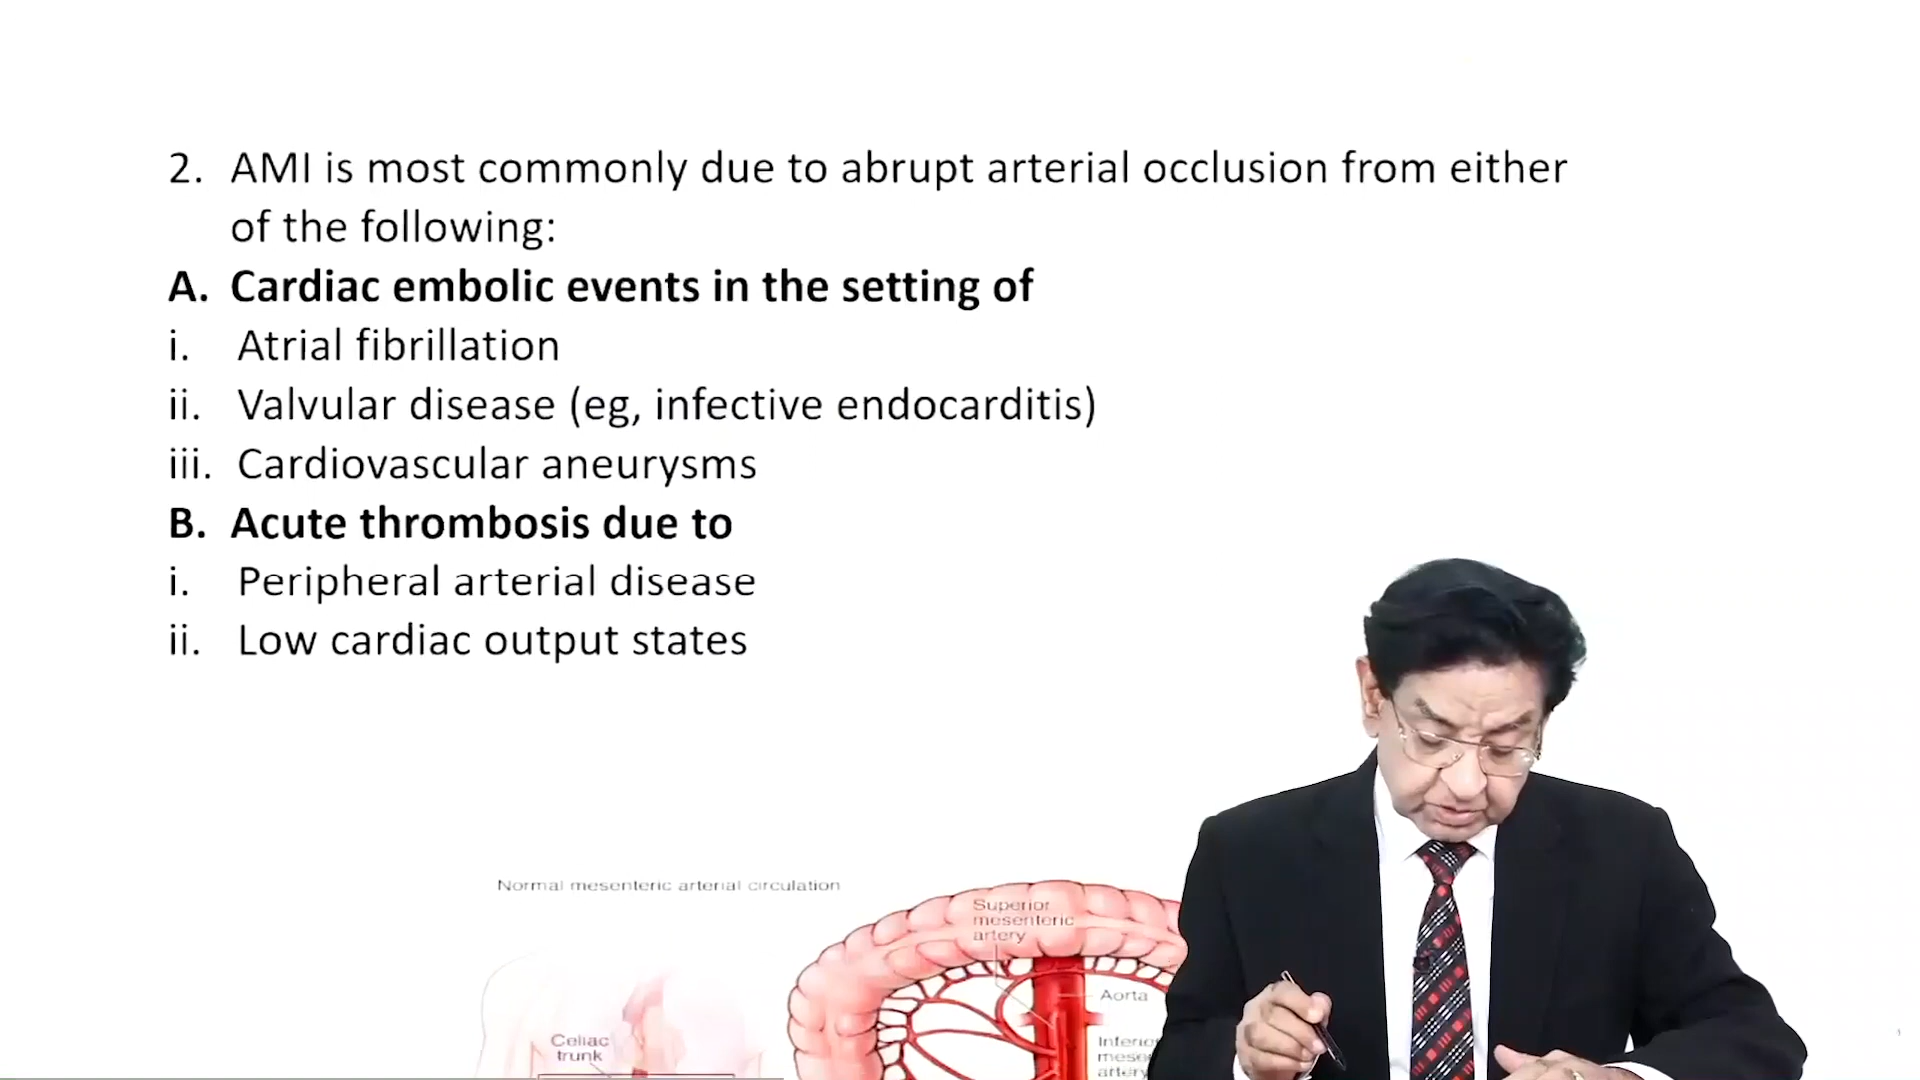 2. AMI is most commonly due to abrupt arterial occlusion from either
of the following:
A. Cardiac embolic events in the setting of
i. Atrial fibrillation
ii. Valvular disease (eg, infective endocarditis)
iii. Cardiovascular aneurysms
B. Acute thrombosis due to
i. Peripheral arterial disease
ii. Low cardiac output states
Normal mesenteric arterial circulation
Superior
mesenteric
artery
Aorta
Celiac
trunk
artery